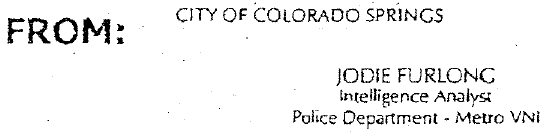 FROM:
CITY OF COLORADO SPRINGS
JODIE FURLONG
Intelligence Analyst
Police Department - Metro VNI